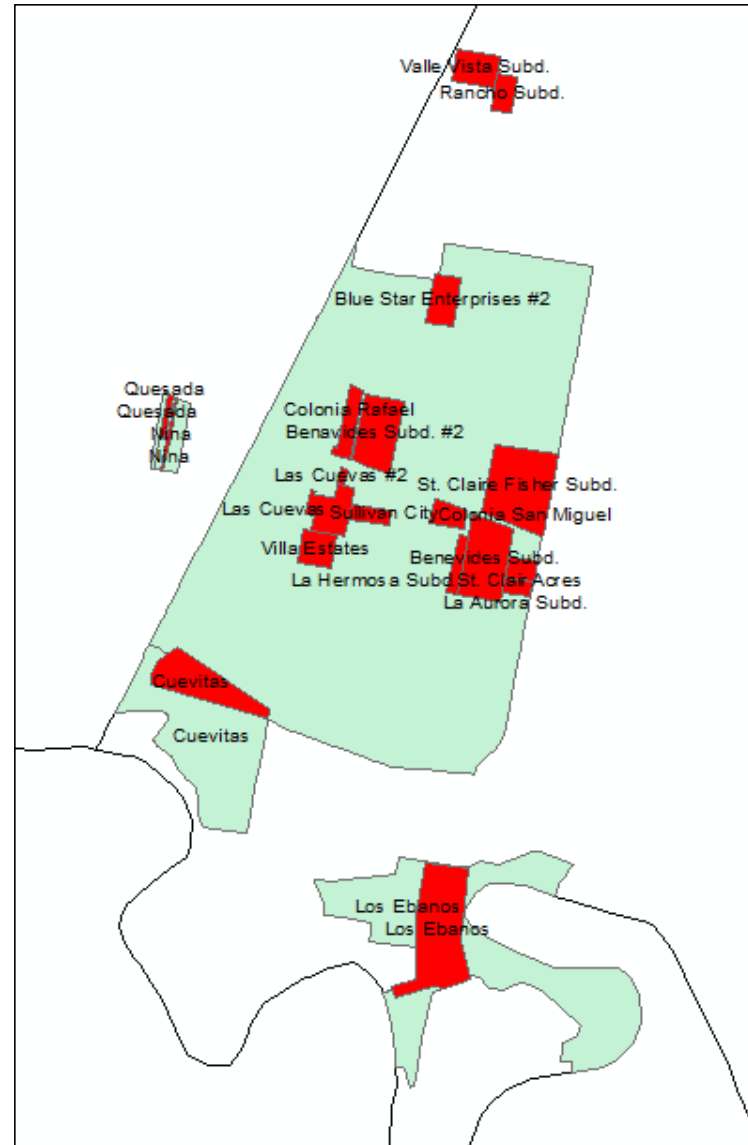 Valle Vista Subd.
Rancho Subd.
Blue Star Enterprises #2
Quesada
Quesada
Nina
Nina
Colonia Rafael
Benavides Subd. #2
Las Cuevas #2
St. Claire Fisher Subd.
Las Cuevas
Sullivan City
Colonia San Miguel
Villa Estates
Benevides Subd.
La Hermosa Subd.
St. Clair Acres
La Aurora Subd.
Cuevitas
Cuevitas
Los Ebanos
Los Ebanos